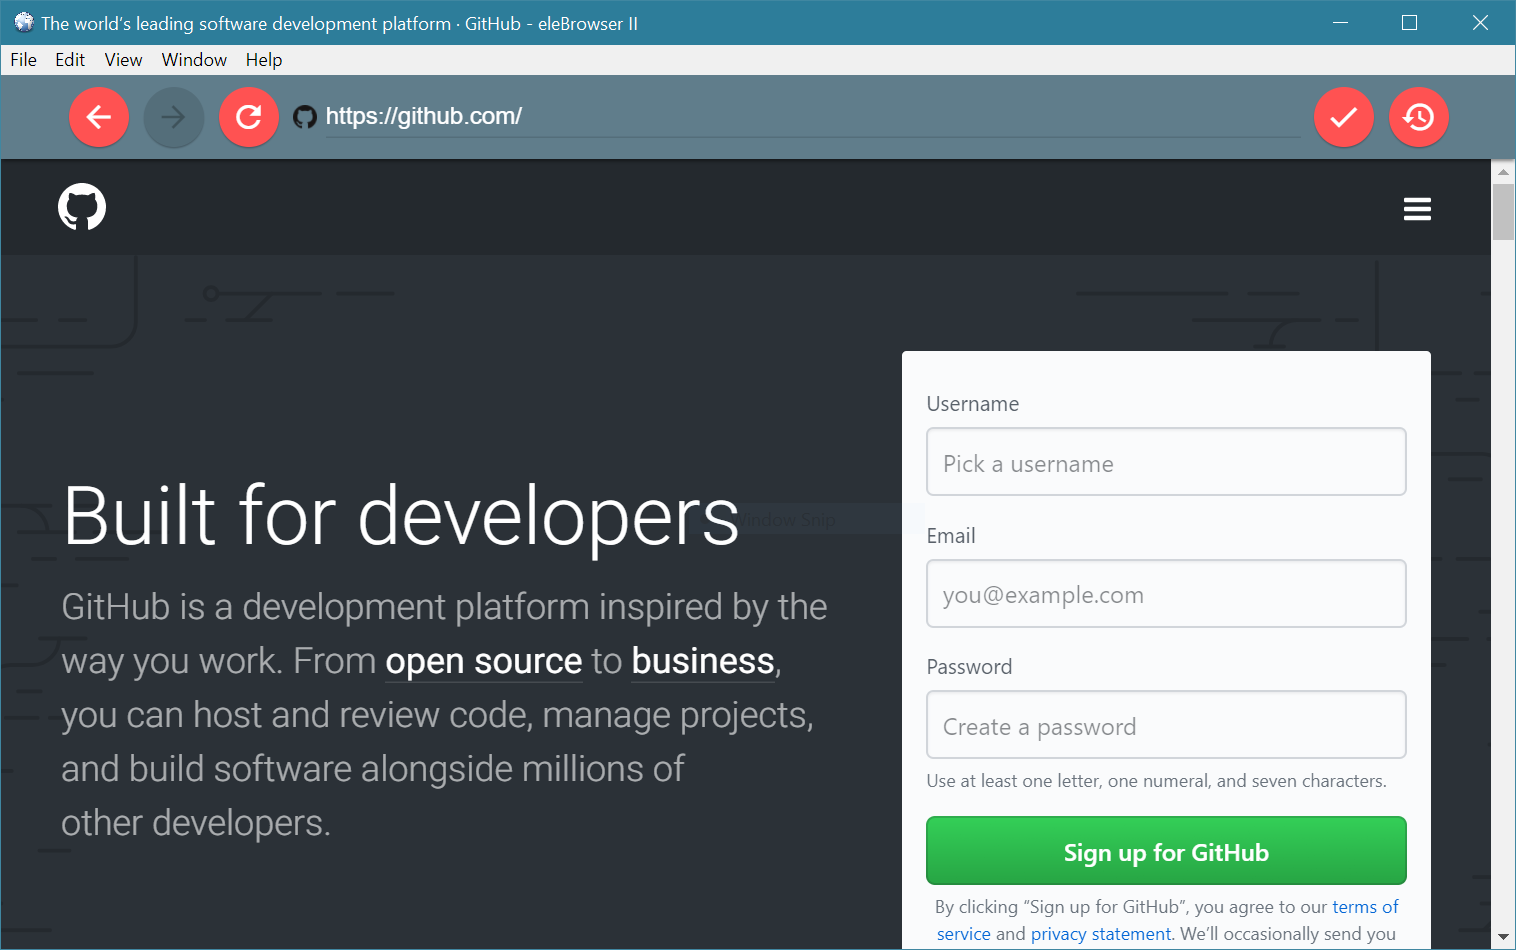 The world’s leading software development platform · GitHub - eleBrowser II
File Edit View Window Help
https://github.com/
Username
Pick a username
Built for developers
Window Snip
Email
GitHub is a development platform inspired by the
way you work. From open source to business,
you can host and review code, manage projects,
and build software alongside millions of
other developers.
you@example.com
Password
Create a password
Use at least one letter, one numeral, and seven characters.
Sign up for GitHub
By clicking “Sign up for GitHub”, you agree to our terms of
service and privacy statement. We’ll occasionally send you